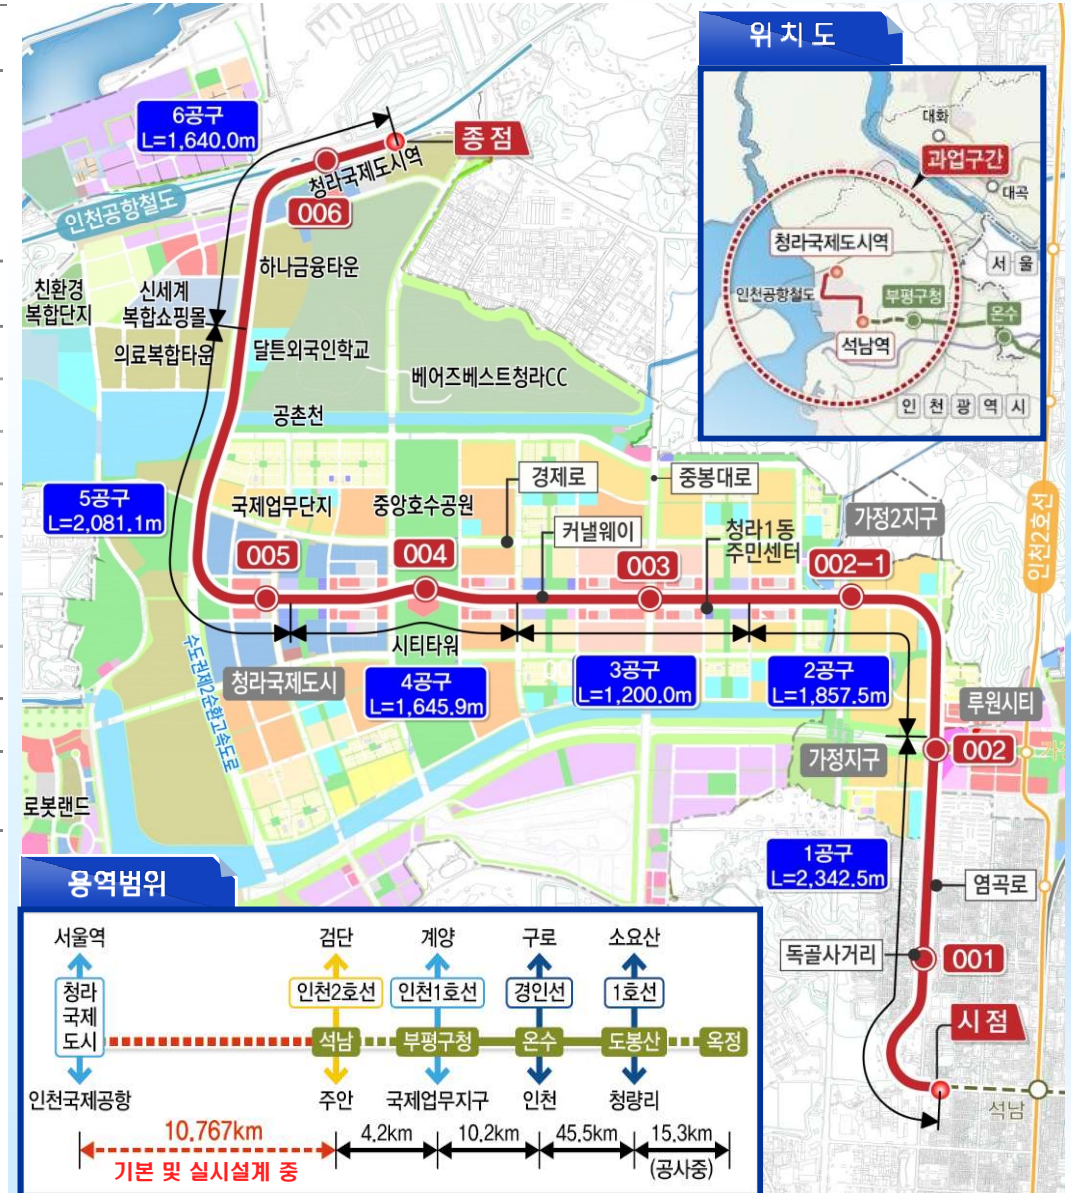 위 치 도
대화
과업구간
대곡
청라국제도시역
서 울
인천공항철도
부평구청
온수
석남역
인 천 광 역 시
6공구
L=1,640.0m
종점
청라국제도시역
006
인천공항철도
하나금융타운
친환경
복합단지
신세계
복합쇼핑몰
의료복합타운
달튼외국인학교
베어즈베스트청라CC
공촌천
5공구
L=2,081.1m
국제업무단지
중앙호수공원
경제로
중봉대로
가정2지구
인천2호선
커낼웨이
청라1동
주민센터
005
004
003
002-1
시티타워
수도권제2순환고속도로
청라국제도시
4공구
L=1,645.9m
3공구
L=1,200.0m
2공구
L=1,857.5m
루원시티
002
가정지구
로봇랜드
1공구
L=2,342.5m
염곡로
독골사거리
001
시점
석남
용역범위
서울역
검단
계양
구로
소요산
청라
국제
도시
인천2호선
인천1호선
경인선
1호선
석남
부평구청
온수
도봉산
옥정
인천국제공항
주안
국제업무지구
인천
청량리
10.767km
4.2km
10.2km
45.5km
15.3km
기본 및 실시설계 중
(공사중)